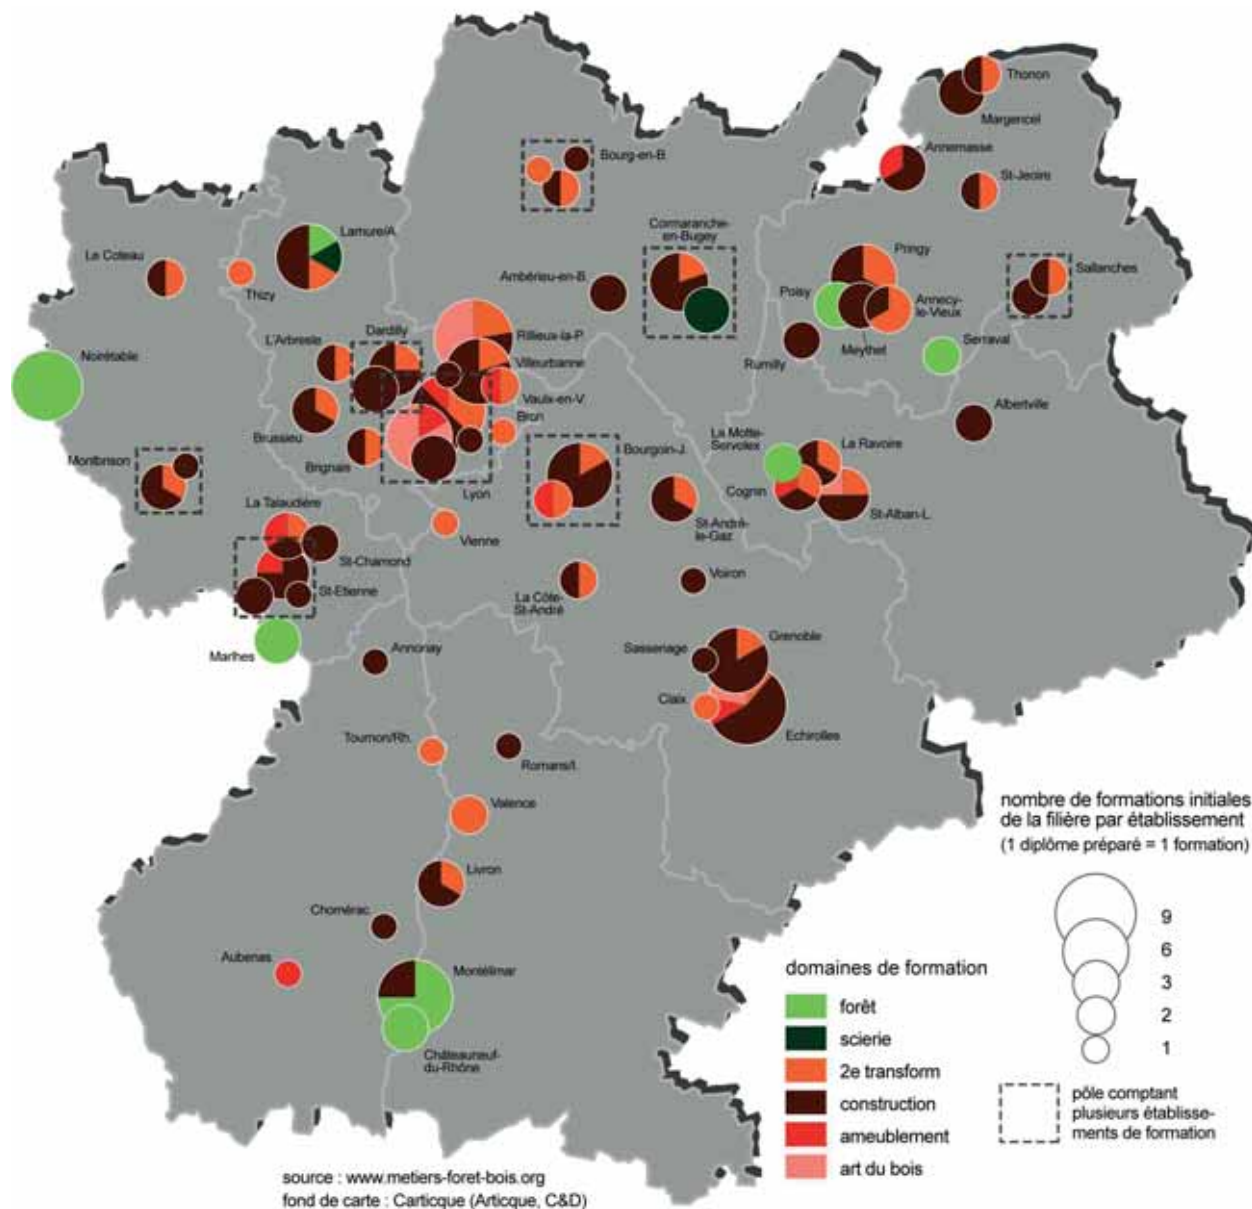 Thonon
Margencel
Annemasse
St-Jeoire
Bourg-en-B.
Cormaranche-
en-Bugey
Lamure/A.
Le Coteau
Thizy
Ambérieu-en-B.
Pringy
Sallanches
Poisy
Annecy-
le-Vieux
Meythet
Rumilly
Serraval
Dardilly
L'Arbresle
Rillieux-la-P.
Villeurbanne
Vaulx-en-V.
Bron
Noirétable
Brussieu
Brignais
Lyon
Albertville
La Motte-
Servolex
La Ravoire
Cognin
St-Alban-L.
Montbrison
Bourgoin-J.
St-André-
le-Gaz
La Talaudière
St-Chamond
St-Etienne
Vienne
La Côte-
St-André
Voiron
Marlhes
Annonay
Sassenage
Grenoble
Claix
Echirolles
Tournon/Rh.
Romans/I.
Valence
Livron
Chomérac
Aubenas
Montélimar
Châteauneuf-
du-Rhône
nombre de formations initiales
de la filière par établissement
(1 diplôme préparé = 1 formation)
9
6
3
2
1
pôle comptant
plusieurs établisse-
ments de formation
domaines de formation
forêt
scierie
2e transform
construction
ameublement
art du bois
source : www.metiers-foret-bois.org
fond de carte : Carticque (Articque, C&D)